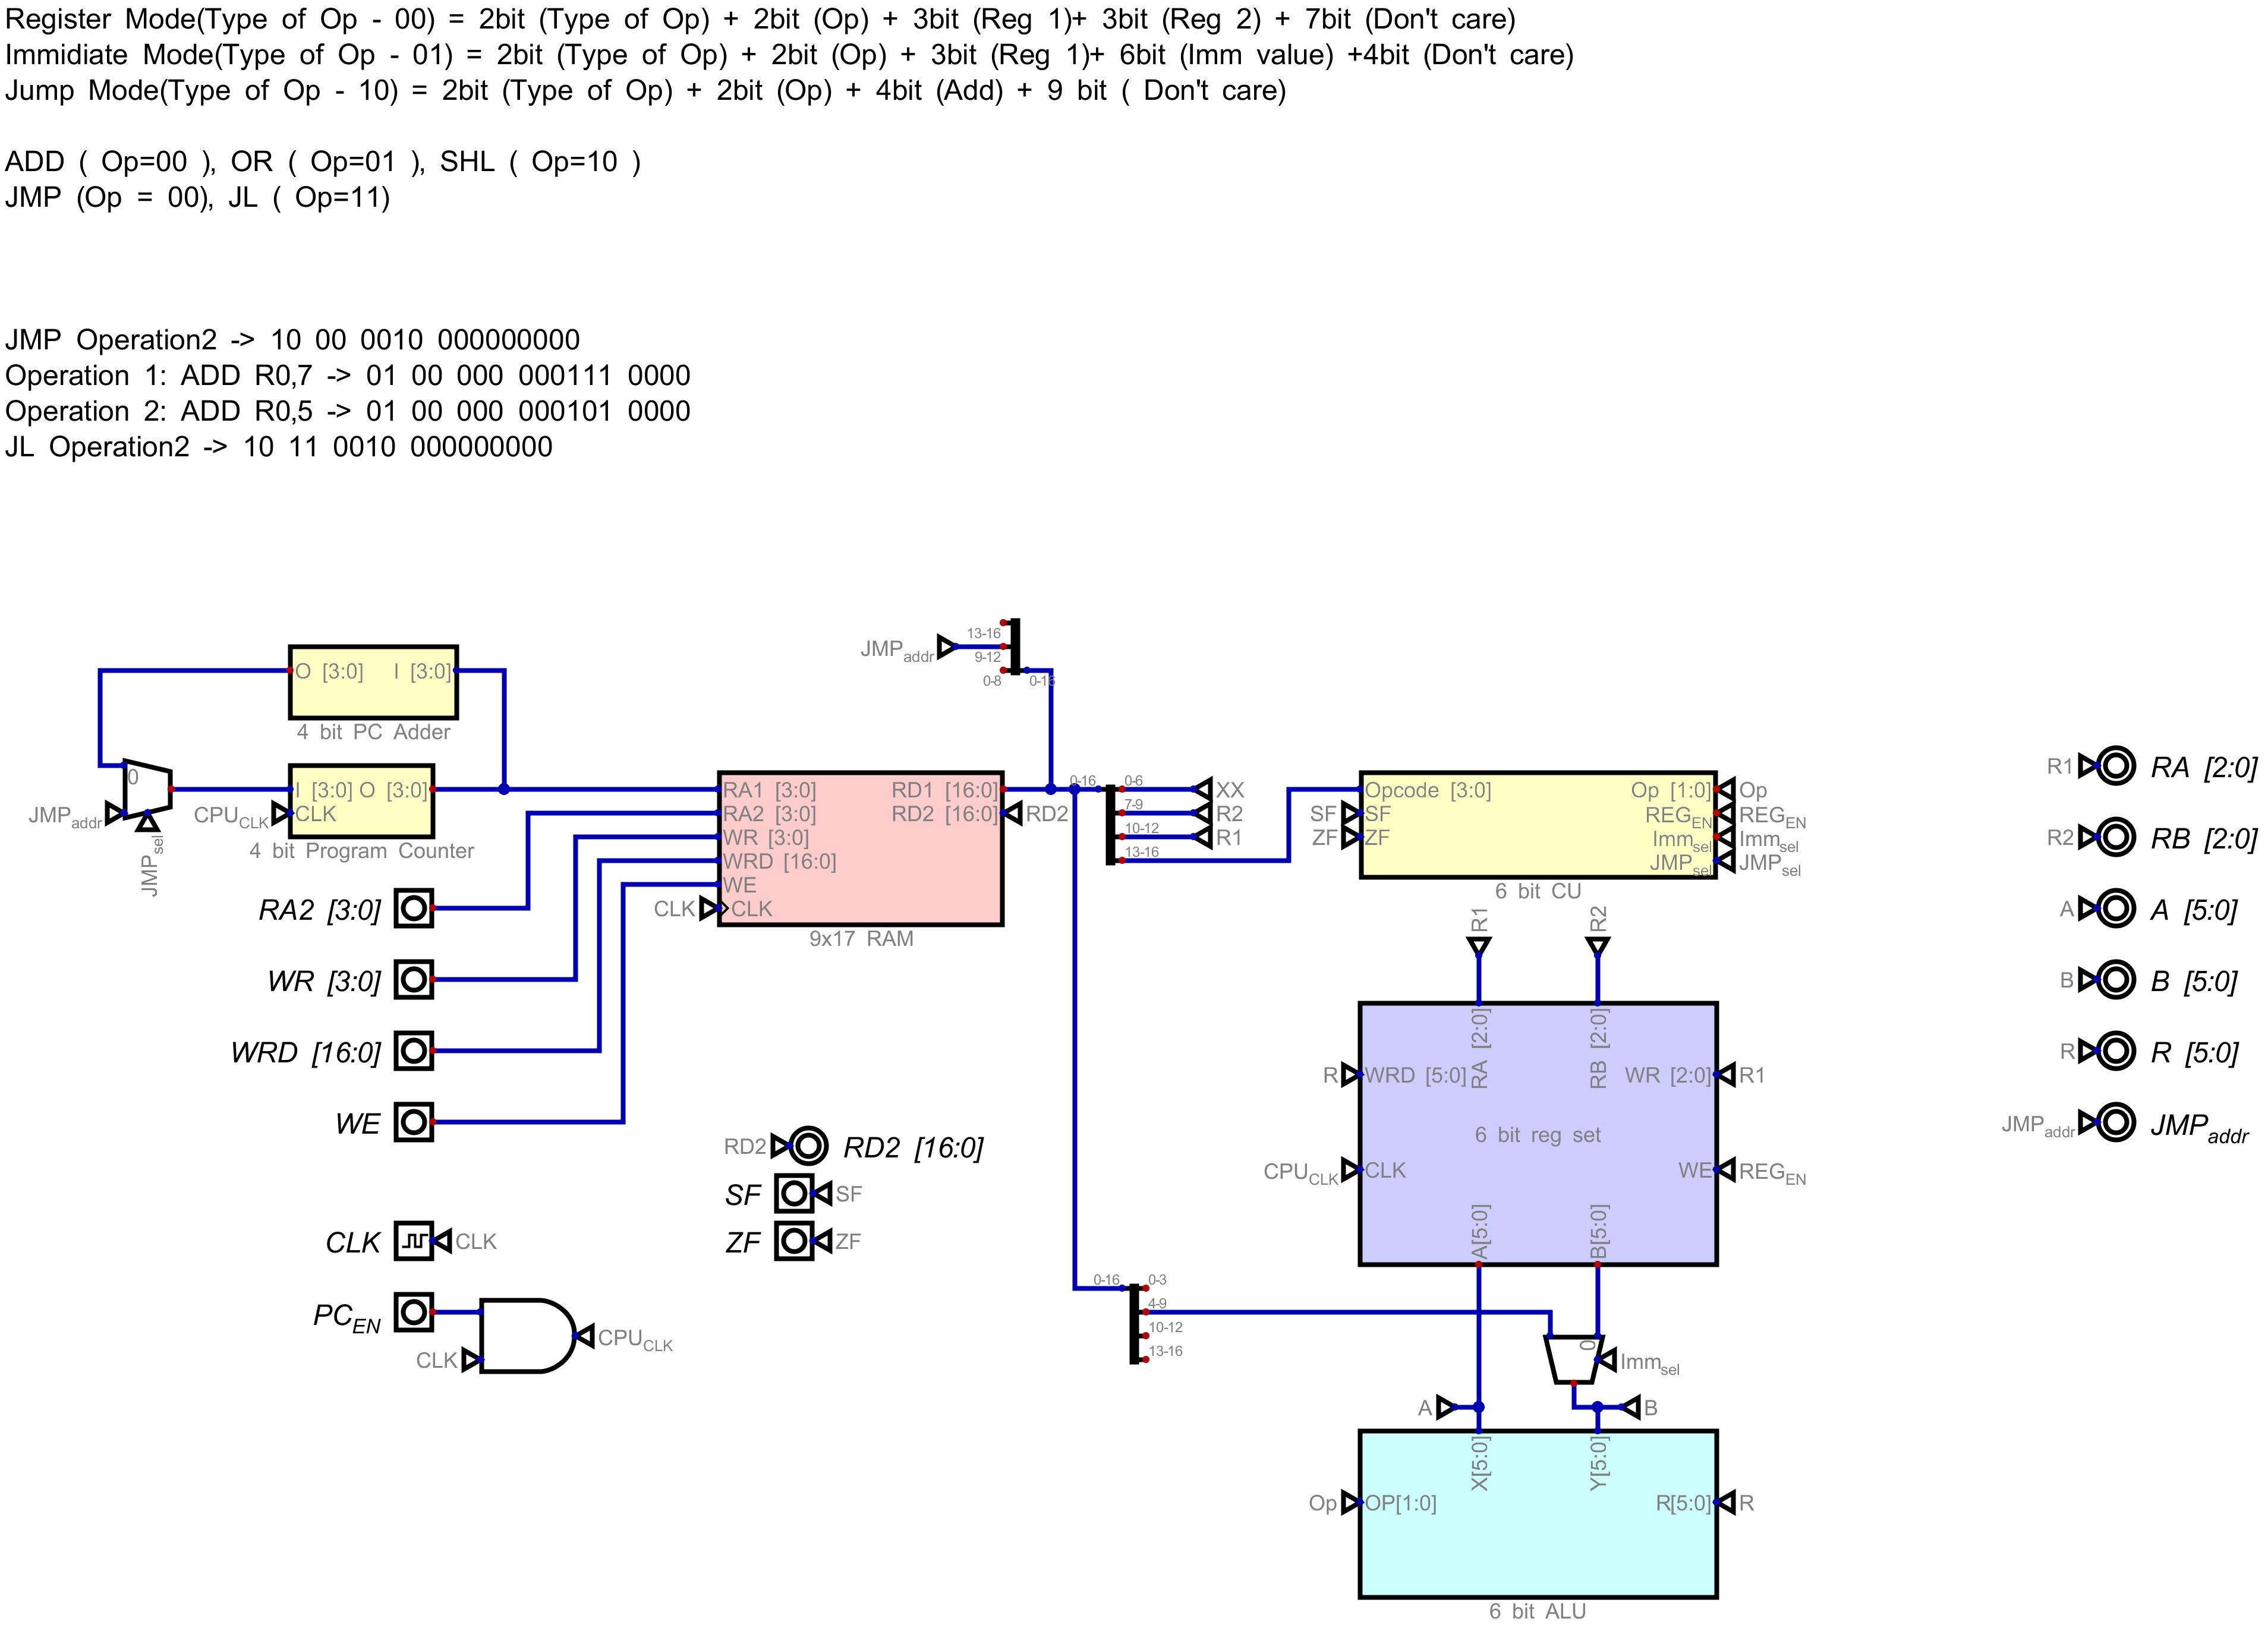 Register Mode(Type of Op - 00) = 2bit (Type of Op) + 2bit (Op) + 3bit (Reg 1)+ 3bit (Reg 2) + 7bit (Don't care)
Immidiate Mode(Type of Op - 01) = 2bit (Type of Op) + 2bit (Op) + 3bit (Reg 1)+ 6bit (Imm value) +4bit (Don't care)
Jump Mode(Type of Op - 10) = 2bit (Type of Op) + 2bit (Op) + 4bit (Add) + 9 bit ( Don't care)
ADD ( Op=00 ), OR ( Op=01 ), SHL ( Op=10 )
JMP (Op = 00), JL ( Op=11)
JMP Operation2 -> 10 00 0010 000000000
Operation 1: ADD R0,7 -> 01 00 000 000111 0000
Operation 2: ADD R0,5 -> 01 00 000 000101 0000
JL Operation2 -> 10 11 0010 000000000
O [3:0] I [3:0]
4 bit PC Adder
0
JMPaddr
JMPsel
I [3:0] O [3:0]
CPUCLK
CLK
4 bit Program Counter
JMPaddr
13-16
9-12
0-8
0-16
RA1 [3:0] RD1 [16:0]
RA2 [3:0] RD2 [16:0]
RD2
WR [3:0]
WRD [16:0]
WE
CLK
CLK
9x17 RAM
0-16
0-6
XX
7-9
R2
10-12
R1
13-16
Opcode [3:0] Op [1:0]
Op
SF
SF
REGEN
REGEN
ZF
ZF
Immsel
Immsel
JMPsel
JMPsel
6 bit CU
RA2 [3:0]
WR [3:0]
WRD [16:0]
WE
CLK
CLK
PCEN
CLK
CPUCLK
RD2
RD2 [16:0]
SF
SF
ZF
ZF
R1
R2
RA [2:0]
RB [2:0]
R
WRD [5:0]
WR [2:0]
R1
6 bit reg set
CPUCLK
CLK
WE
REGEN
A[5:0]
B[5:0]
0-16
0-3
4-9
10-12
13-16
0
Immsel
A
B
X[5:0]
Y[5:0]
Op
OP[1:0]
R[5:0]
R
6 bit ALU
R1
RA [2:0]
R2
RB [2:0]
A
A [5:0]
B
B [5:0]
R
R [5:0]
JMPaddr
JMPaddr